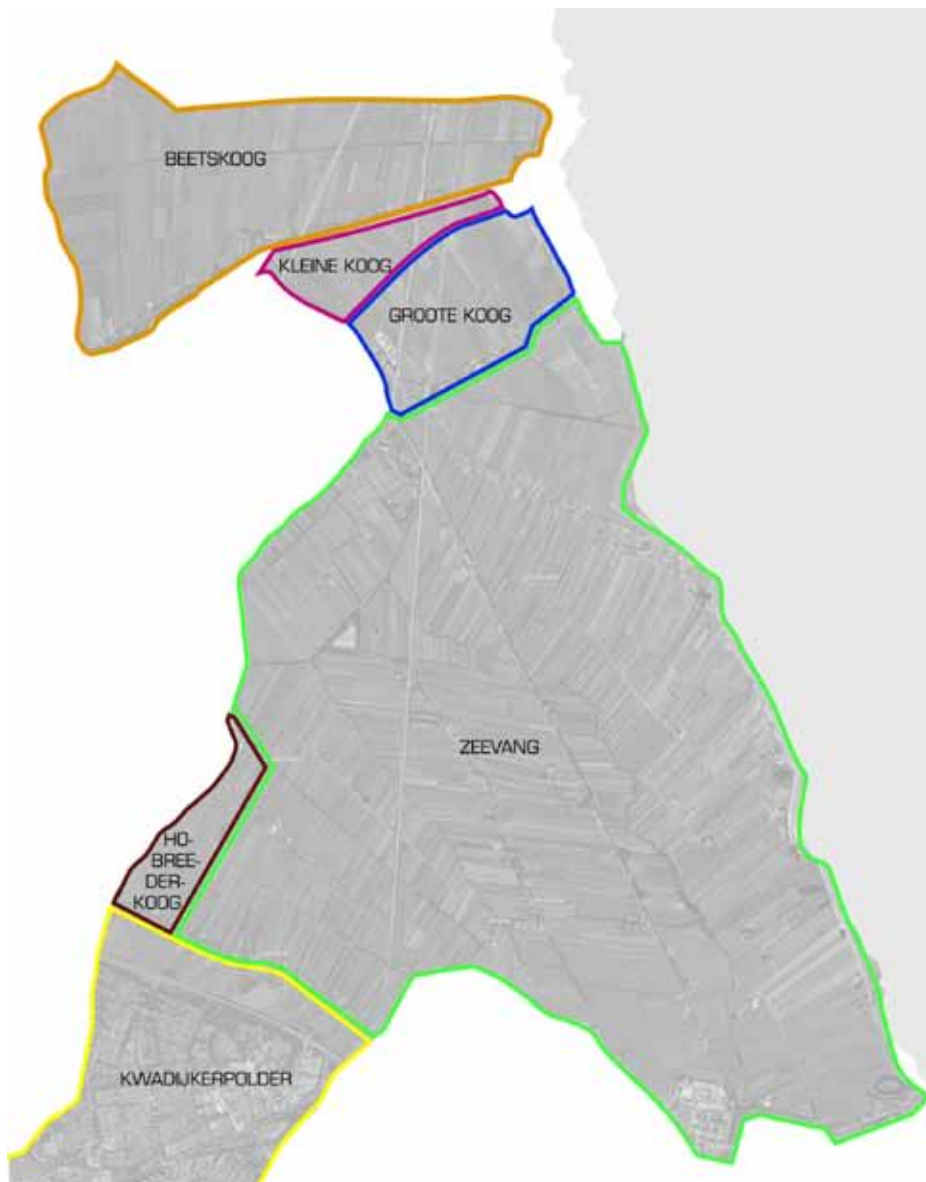 BEETSKOOG
KLEINE KOOG
GROOTE KOOG
ZEEVANG
HO-
BREE-
DER-
KOOG
KWADIJKERPOLDER